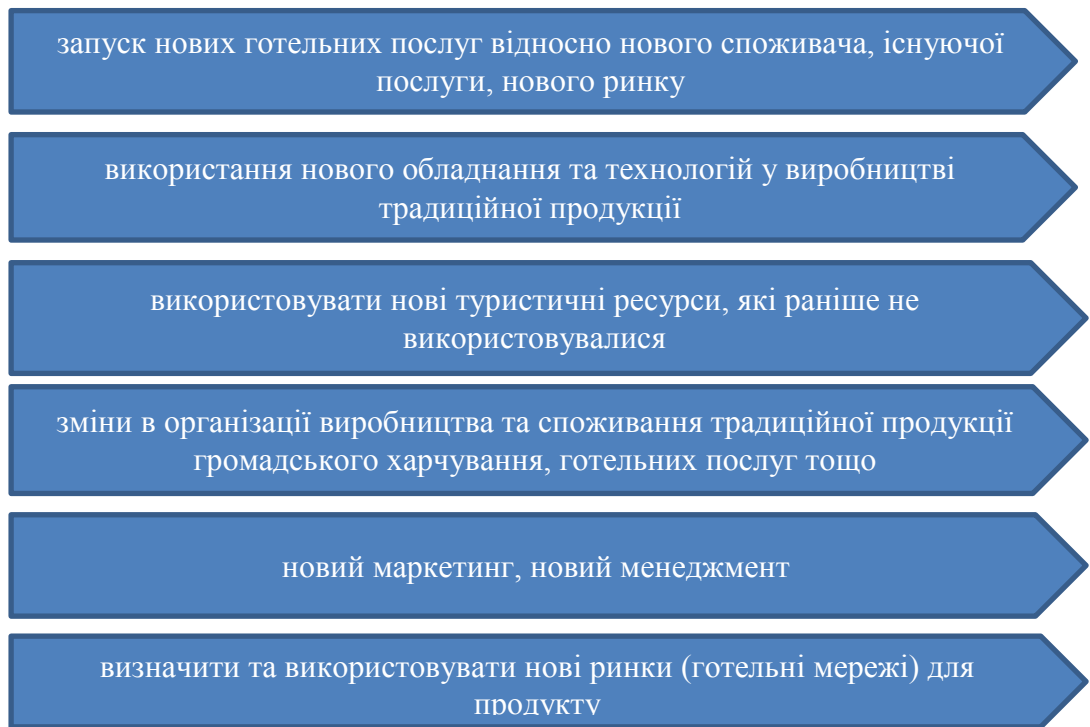 запуск нових готельних послуг відносно нового споживача, існуючої
послуги, нового ринку
використання нового обладнання та технологій у виробництві
традиційної продукції
використовувати нові туристичні ресурси, які раніше не
використовувалися
зміни в організації виробництва та споживання традиційної продукції
громадського харчування, готельних послуг тощо
новий маркетинг, новий менеджмент
визначити та використовувати нові ринки (готельні мережі) для
продукту